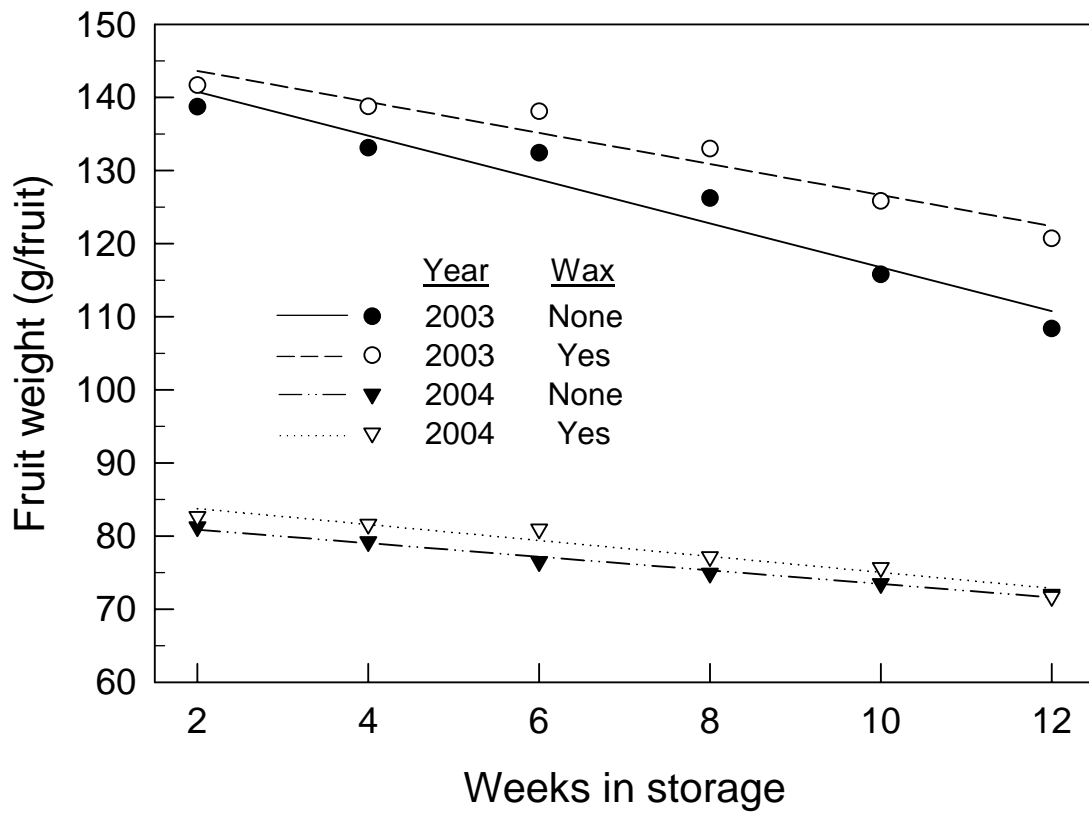 150
140
130
120
110
100
90
80
70
60
Fruit weight (g/fruit)
Year Wax
2003 None
2003 Yes
2004 None
2004 Yes
2 4 6 8 10 12
Weeks in storage